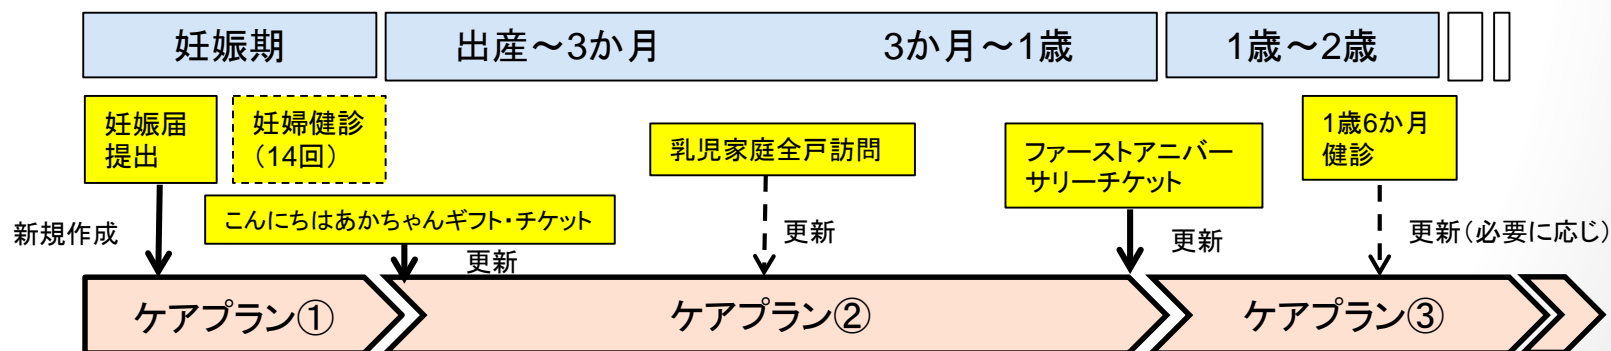 妊娠期
出産～3か月
3か月～1歳
1歳～2歳
妊娠届
提出
妊婦健診
（14回）
乳児家庭全戸訪問
ファーストアニバー
サリーチケット
1歳6か月
健診
こんにちはあかちゃんギフト・チケット
新規作成
更新
更新
更新
更新（必要に応じ）
ケアプラン①
ケアプラン②
ケアプラン③